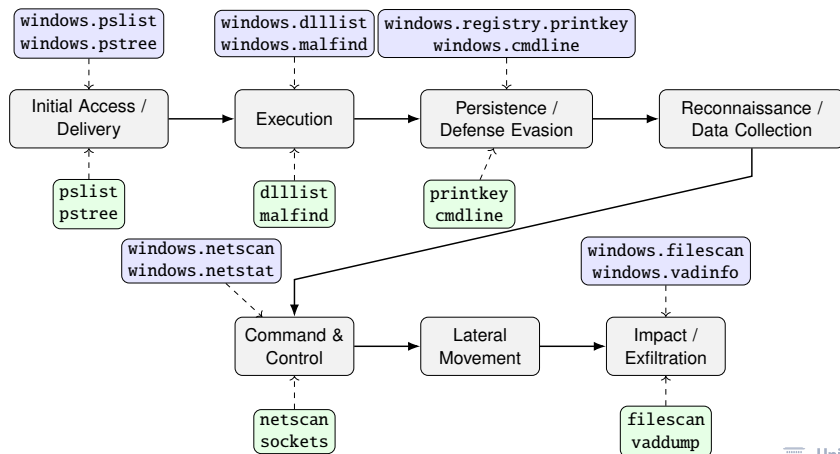 windows.pslist
windows.pstree
windows.dlllist
windows.malfind
windows.registry.printkey
windows.cmdline
Initial Access /
Delivery
Execution
Persistence /
Defense Evasion
Reconnaissance /
Data Collection
pslist
pstree
dlllist
malfind
printkey
cmdline
windows.netscan
windows.netstat
windows.filescan
windows.vadinfo
Command &
Control
Lateral
Movement
Impact /
Exfiltration
netscan
sockets
filescan
vaddump